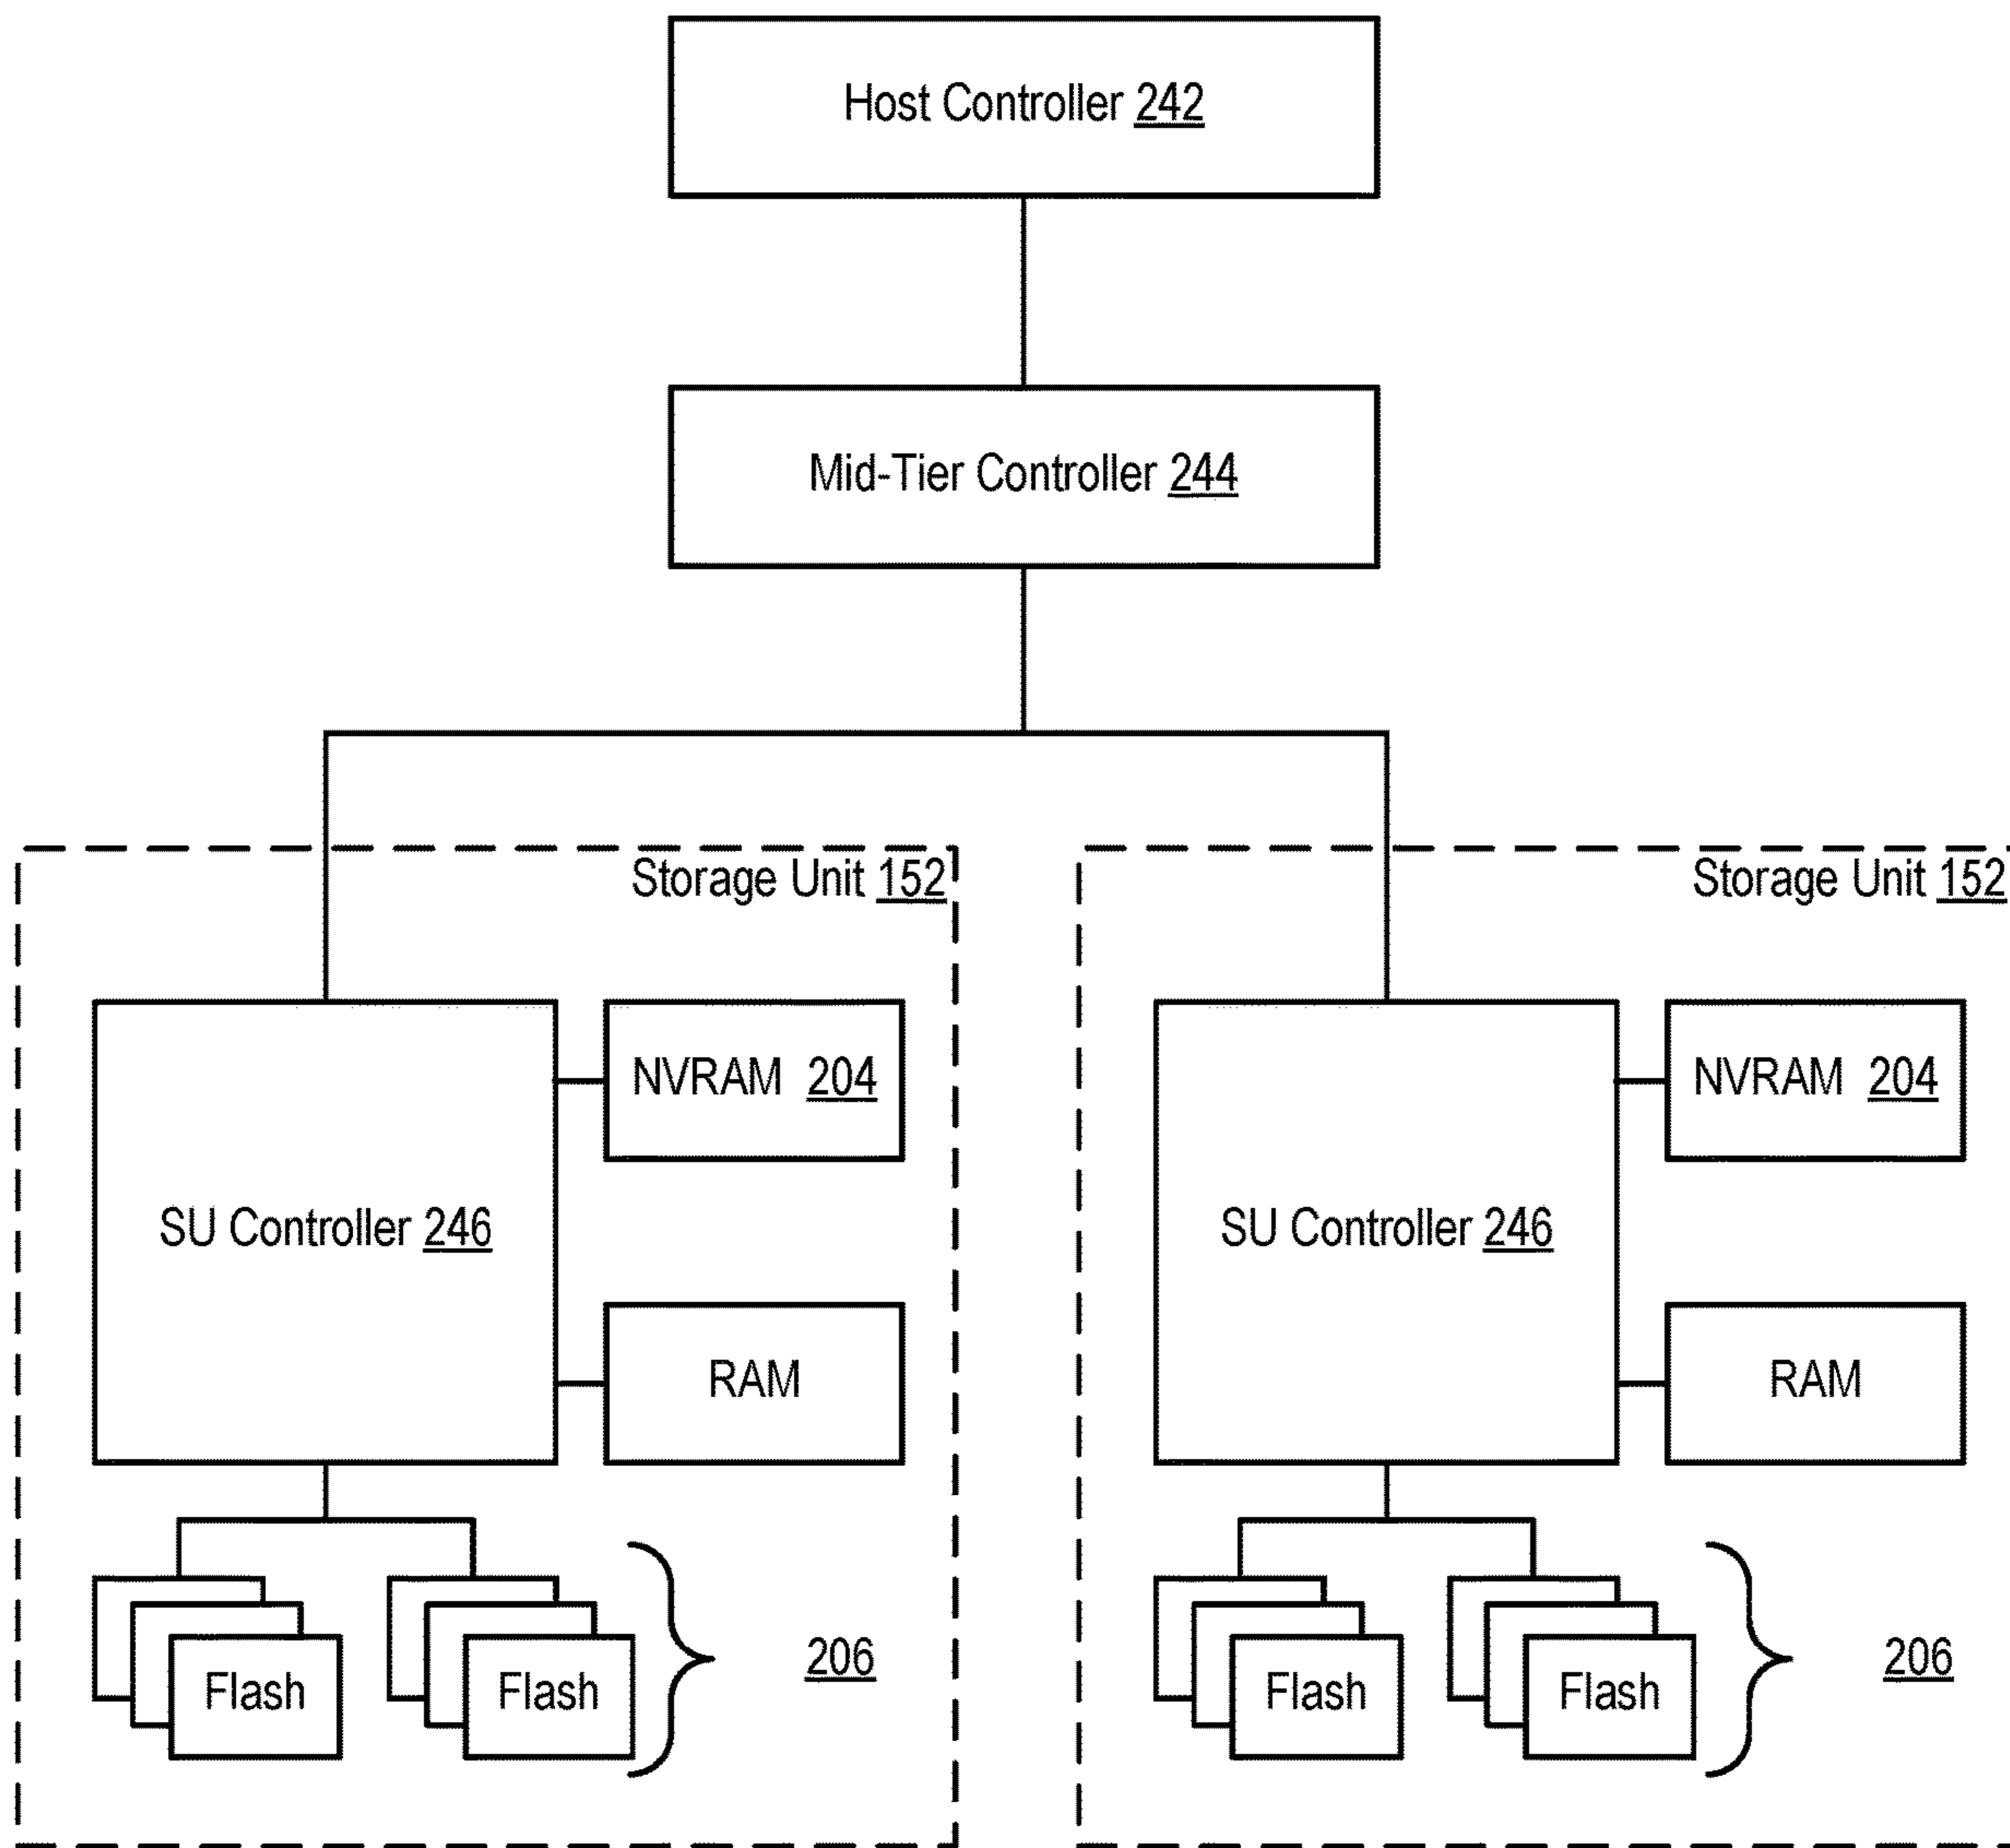 Host Controller 242
Mid-Tier Controller 244
Storage Unit 152
NVRAM 204
SU Controller 246
RAM
Flash
Flash
206
Storage Unit 152
NVRAM 204
SU Controller 246
RAM
Flash
Flash
206